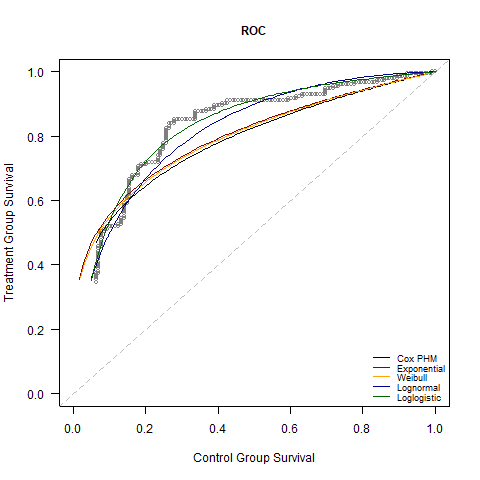 ROC
Treatment Group Survival
1.0
0.8
0.6
0.4
0.2
0.0
Cox PHM
Exponential
Weibull
Lognormal
Loglogistic
0.0 0.2 0.4 0.6 0.8 1.0
Control Group Survival